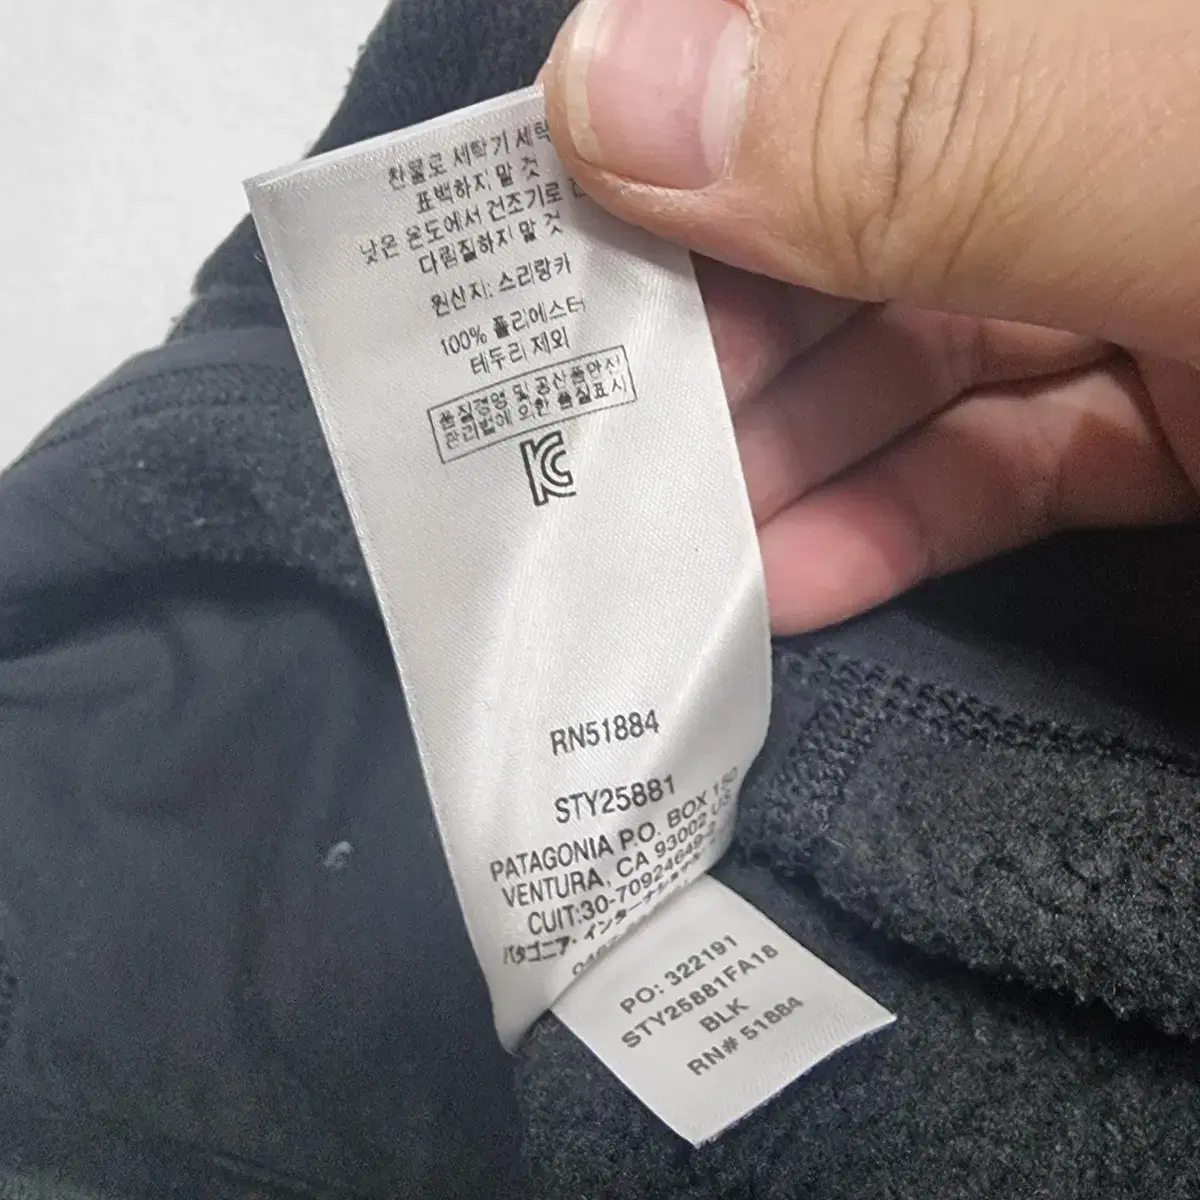 찬물로 세탁기 세탁
표백하지 말 것
낮은 온도에서 건조기로
다림질하지 말 것
원산지: 스리랑카
100% 폴리에스터
테두리 제외
품질경영 및 공산품안전
관리법에 의한 품질표시
KC
RN51884
STY25881
PATAGONIA P.O. BOX 150
VENTURA, CA 93002 US
CUIT:30-70924649-
パタゴニア・インターナショナル
PO: 322191
STY25881FA18
BLK
RN# 51884